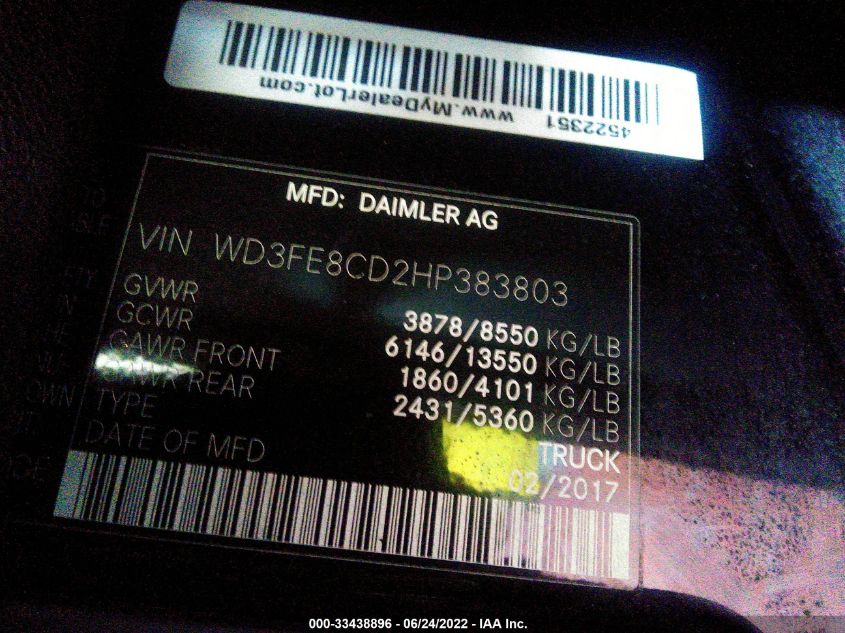 www.MyDealerLot.com 4522351
MFD: DAIMLER AG
VIN WD3FE8CD2HP383803
GVWR 3878/8550 KG/LB
GCWR 6146/13550 KG/LB
GAWR FRONT 1860/4101 KG/LB
GAWR REAR 2431/5360 KG/LB
TYPE TRUCK
DATE OF MFD 02/2017
000-33438896 - 06/24/2022 - IAA Inc.